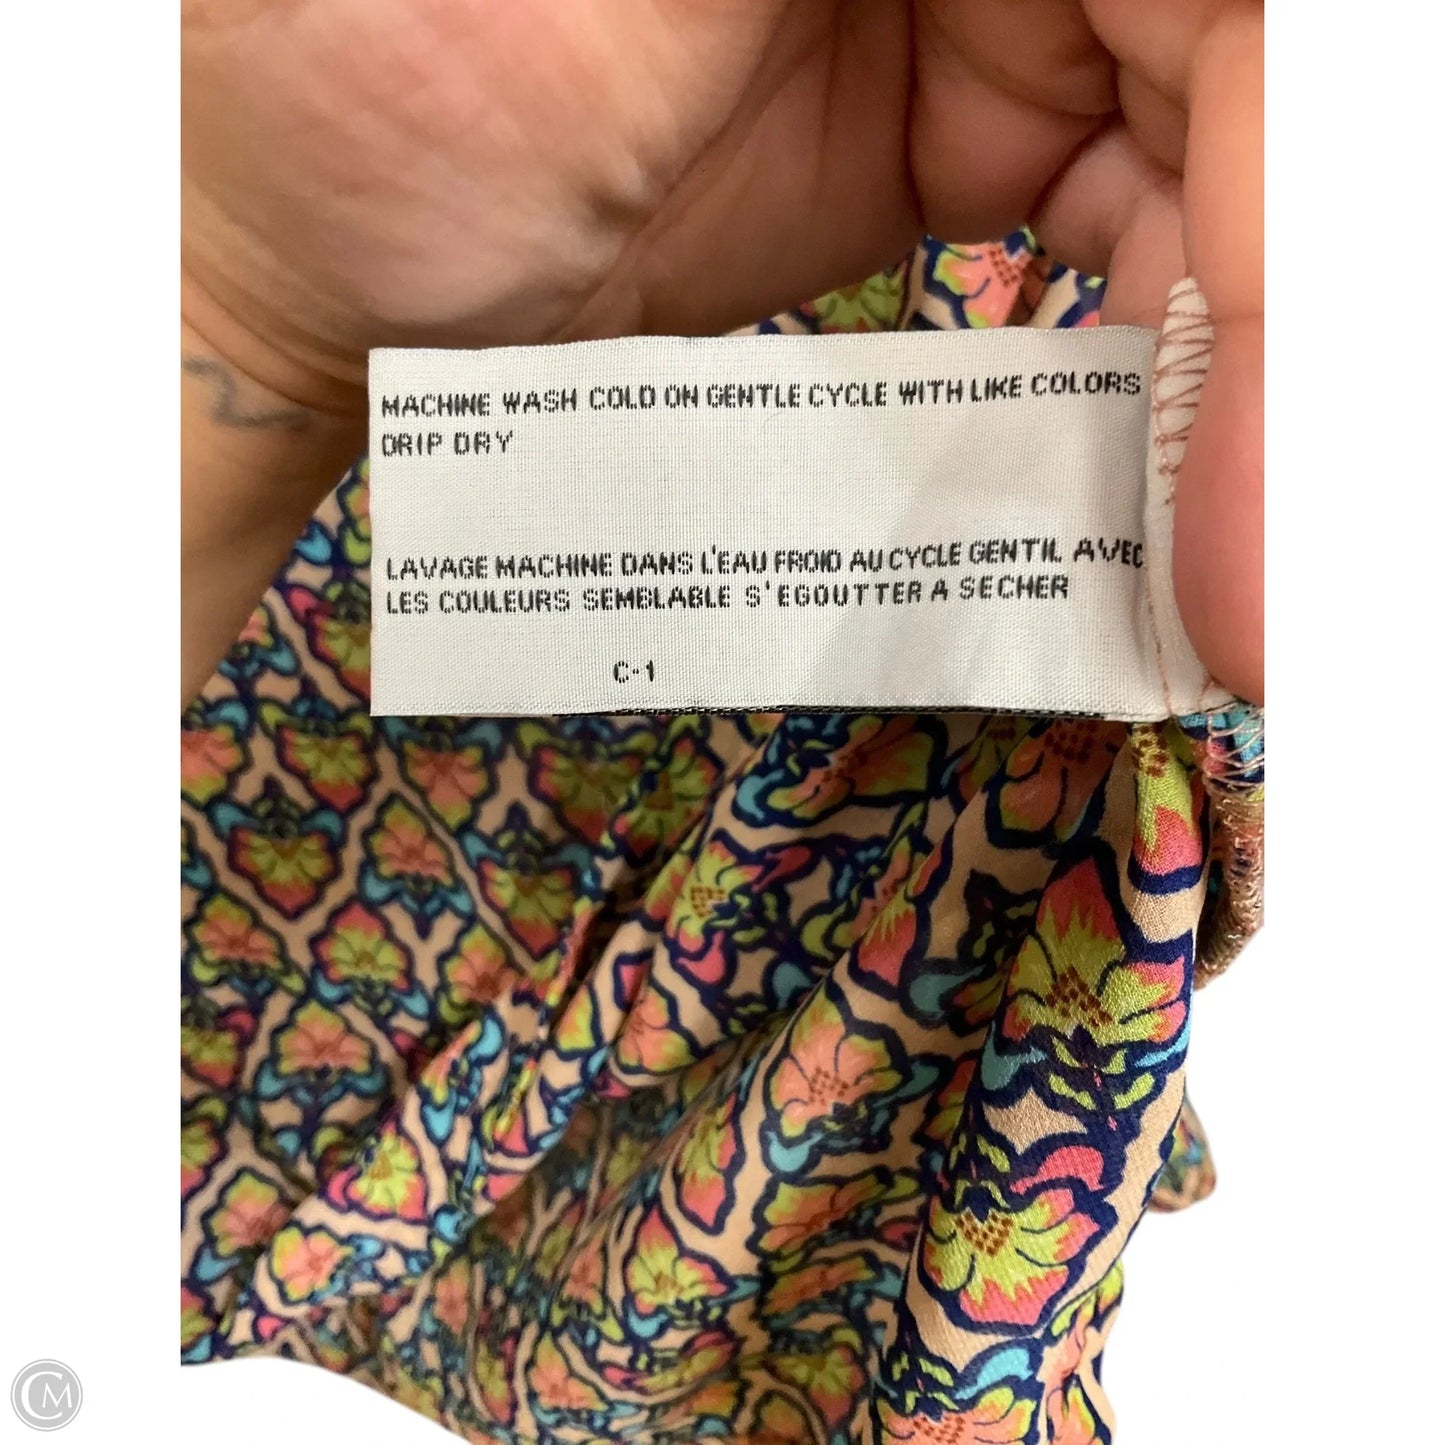 MACHINE WASH COLD ON GENTLE CYCLE WITH LIKE COLORS
DRIP DRY
LAVAGE MACHINE DANS L'EAU FROID AU CYCLE GENTIL AVEC
LES COULEURS SEMBLABLE S'EGOUTTER A SECHER
C-1
CM